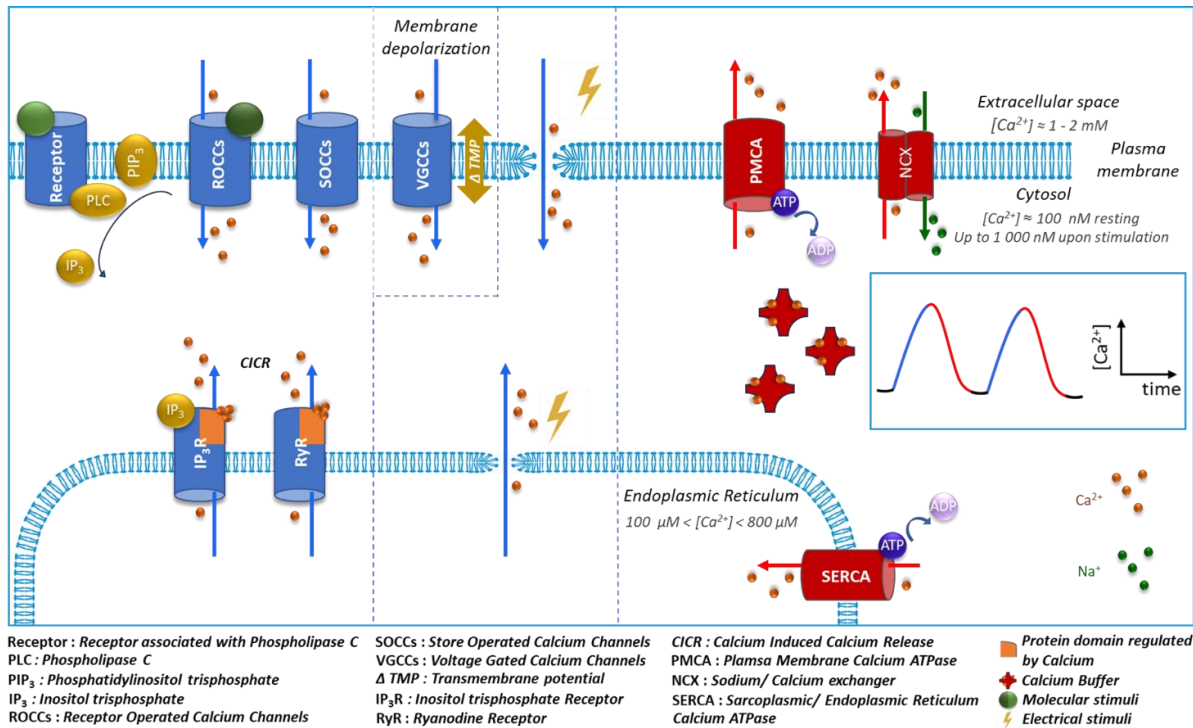 Membrane
depolarization
Extracellular space
[Ca²⁺] ≈ 1 - 2 mM
Plasma
membrane
Cytosol
[Ca²⁺] ≈ 100 nM resting
Up to 1 000 nM upon stimulation
Receptor
PLC
PIP₃
IP₃
ROCCs
SOCCs
VGCCs
Δ TMP
PMCA
ATP
ADP
NCX
[Ca²⁺]
time
CICR
IP₃
IP₃R
RyR
Endoplasmic Reticulum
100 µM < [Ca²⁺] < 800 µM
SERCA
ATP
ADP
Ca²⁺
Na⁺
Receptor : Receptor associated with Phospholipase C
PLC : Phospholipase C
PIP₃ : Phosphatidylinositol trisphosphate
IP₃ : Inositol trisphosphate
ROCCs : Receptor Operated Calcium Channels
SOCCs : Store Operated Calcium Channels
VGCCs : Voltage Gated Calcium Channels
Δ TMP : Transmembrane potential
IP₃R : Inositol trisphosphate Receptor
RyR : Ryanodine Receptor
CICR : Calcium Induced Calcium Release
PMCA : Plamsa Membrane Calcium ATPase
NCX : Sodium/ Calcium exchanger
SERCA : Sarcoplasmic/ Endoplasmic Reticulum
Calcium ATPase
Protein domain regulated
by Calcium
Calcium Buffer
Molecular stimuli
Electrical stimuli